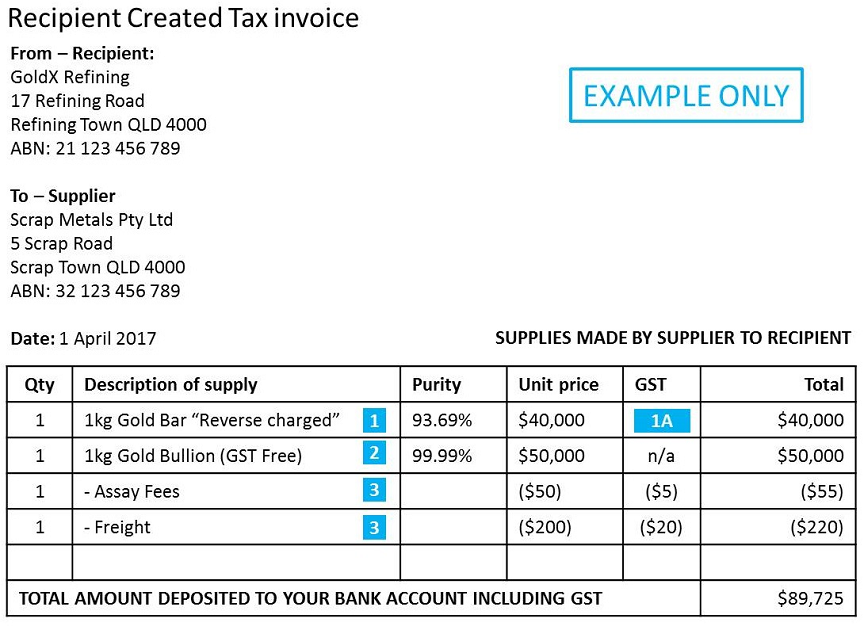 Recipient Created Tax invoice
From – Recipient:
GoldX Refining
17 Refining Road
Refining Town QLD 4000
ABN: 21 123 456 789
EXAMPLE ONLY
To – Supplier
Scrap Metals Pty Ltd
5 Scrap Road
Scrap Town QLD 4000
ABN: 32 123 456 789
Date: 1 April 2017
SUPPLIES MADE BY SUPPLIER TO RECIPIENT
Qty Description of supply Purity Unit price GST Total
1 1kg Gold Bar “Reverse charged” 1 93.69% $40,000 1A $40,000
1 1kg Gold Bullion (GST Free) 2 99.99% $50,000 n/a $50,000
1 - Assay Fees 3 ($50) ($5) ($55)
1 - Freight 3 ($200) ($20) ($220)
TOTAL AMOUNT DEPOSITED TO YOUR BANK ACCOUNT INCLUDING GST $89,725